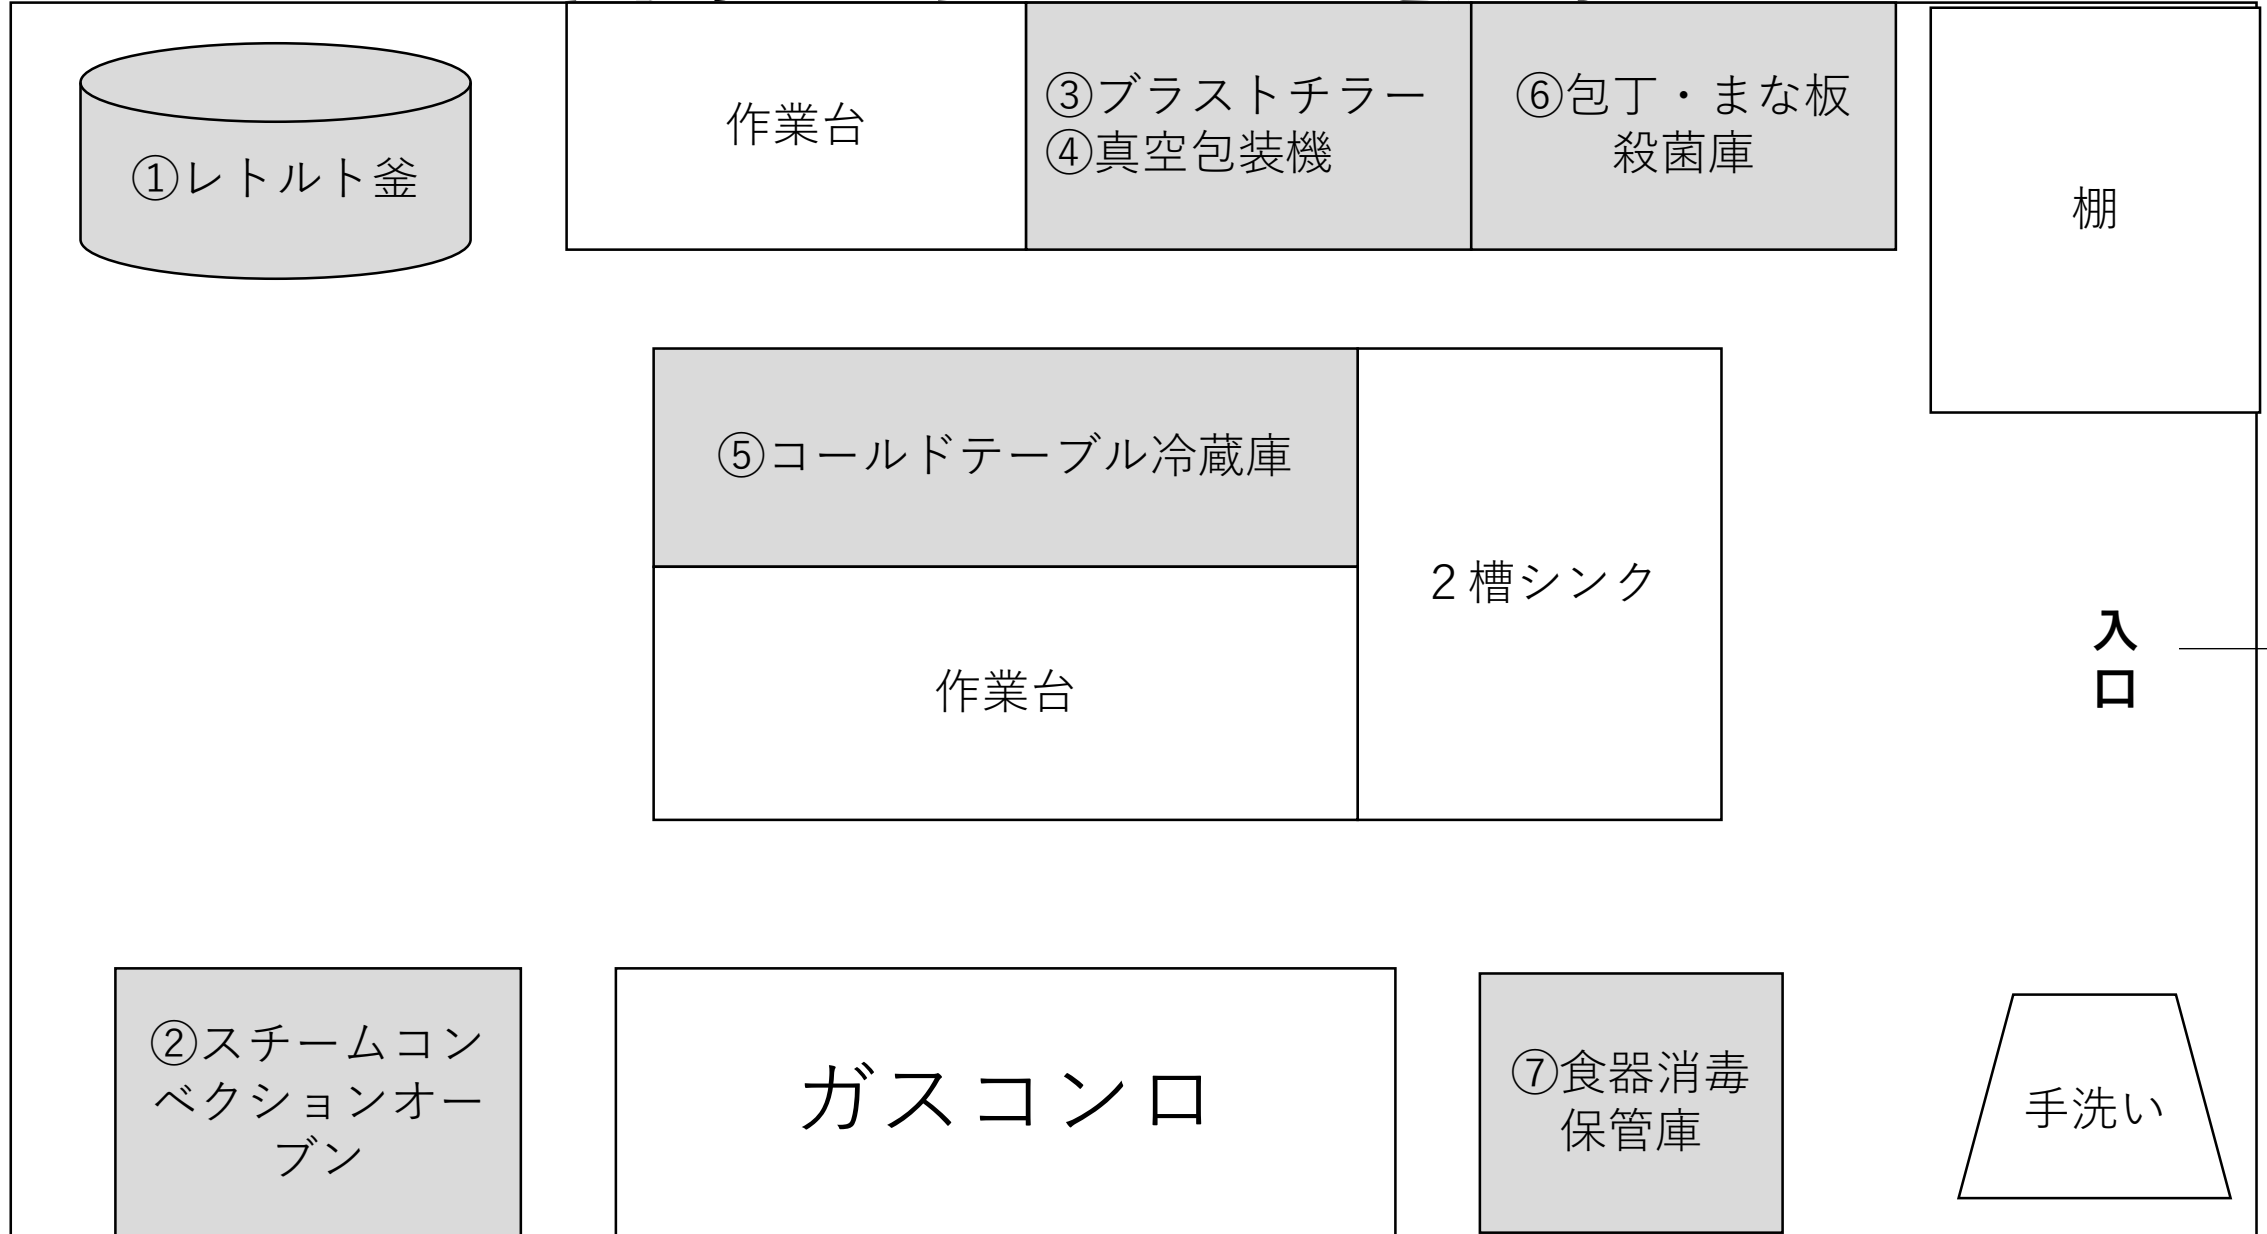 ①レトルト釜
作業台
③ブラストチラー
④真空包装機
⑥包丁・まな板
殺菌庫
棚
⑤コールドテーブル冷蔵庫
２槽シンク
作業台
入
口
②スチームコン
ベクションオー
ブン
ガスコンロ
⑦食器消毒
保管庫
手洗い